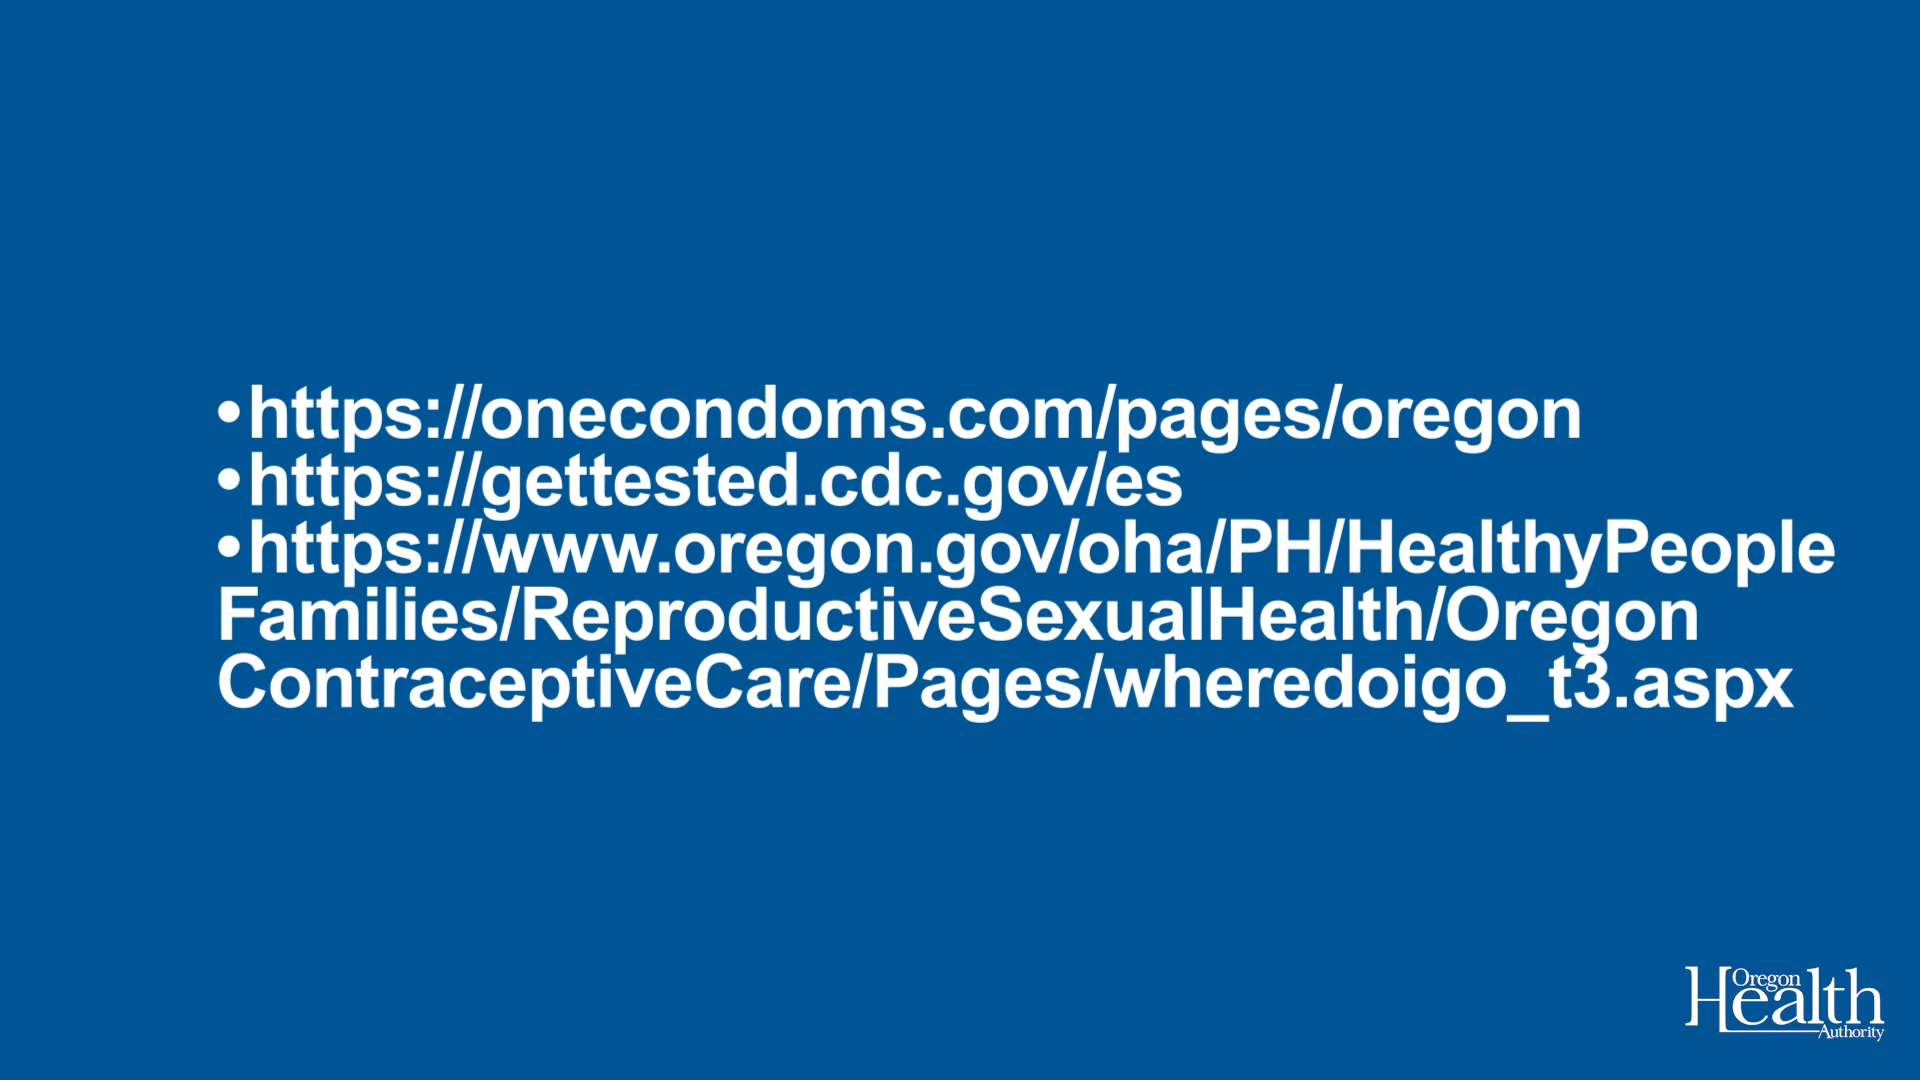 •https://onecondoms.com/pages/oregon
•https://gettested.cdc.gov/es
•https://www.oregon.gov/oha/PH/HealthyPeople
Families/ReproductiveSexualHealth/Oregon
ContraceptiveCare/Pages/wheredoigo_t3.aspx
Oregon
Health
Authority